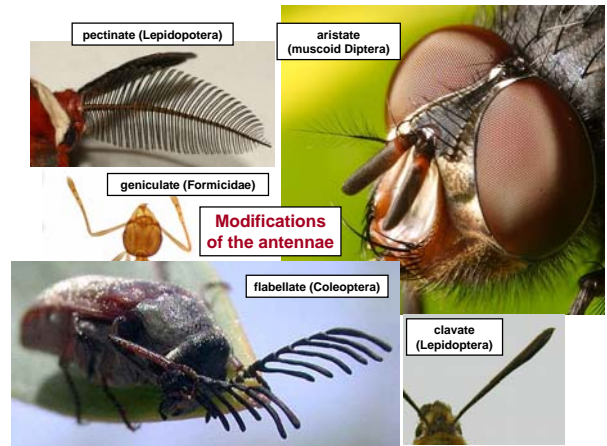 pectinate (Lepidopotera)
aristate
(muscoid Diptera)
geniculate (Formicidae)
Modifications
of the antennae
flabellate (Coleoptera)
clavate
(Lepidoptera)